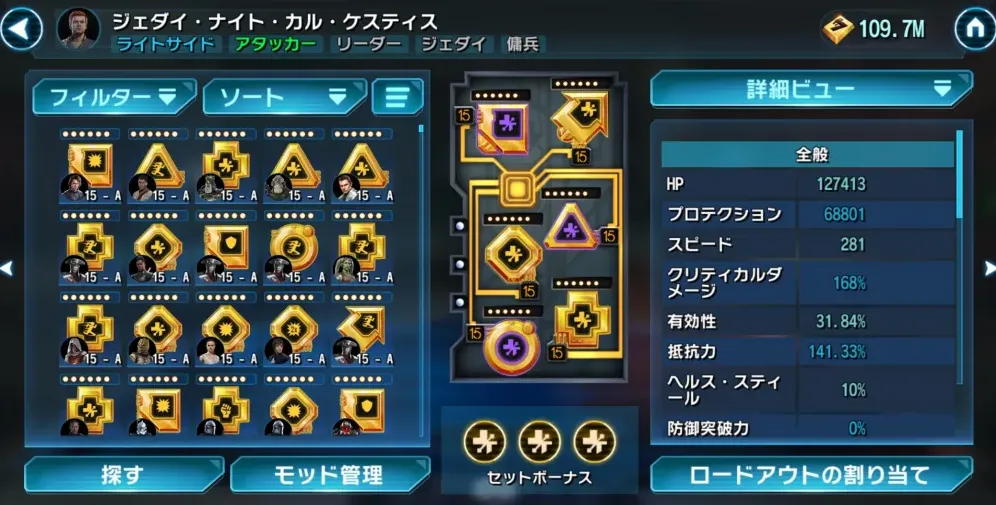 ジェダイ・ナイト・カル・ケスティス
ライトサイド アタッカー リーダー ジェダイ 傭兵
109.7M
フィルター
ソート
詳細ビュー
15 - A 15 - A 15 - A 15 - A 15 - A
15 - A 15 - A 15 - A 15 - A 15 - A
15 - A 15 - A 15 - A 15 - A 15 - A
15
15
15
15
15
15
セットボーナス
全般
HP 127413
プロテクション 68801
スピード 281
クリティカルダ
メージ 168%
有効性 31.84%
抵抗力 141.33%
ヘルス・スティ
ール 10%
防御突破力 0%
探す
モッド管理
ロードアウトの割り当て